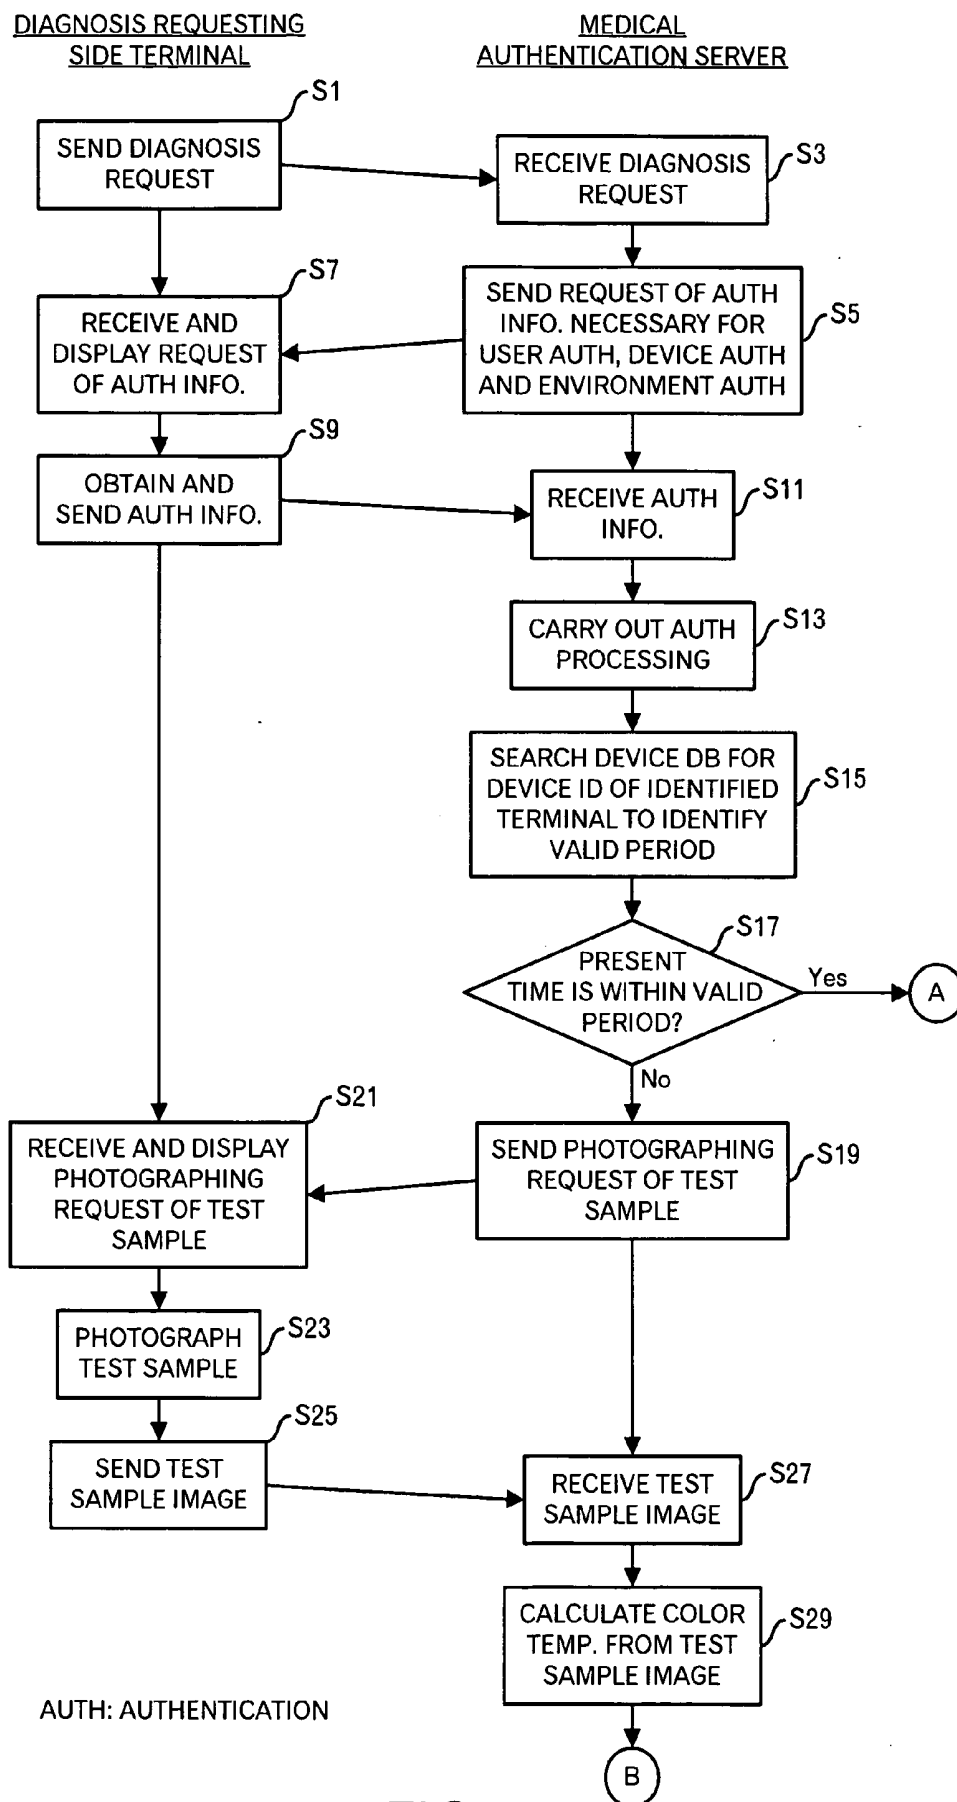 DIAGNOSIS REQUESTING
SIDE TERMINAL
MEDICAL
AUTHENTICATION SERVER
S1
SEND DIAGNOSIS
REQUEST
S3
RECEIVE DIAGNOSIS
REQUEST
S7
RECEIVE AND
DISPLAY REQUEST
OF AUTH INFO.
S5
SEND REQUEST OF AUTH
INFO. NECESSARY FOR
USER AUTH, DEVICE AUTH
AND ENVIRONMENT AUTH
S9
OBTAIN AND
SEND AUTH INFO.
S11
RECEIVE AUTH
INFO.
S13
CARRY OUT AUTH
PROCESSING
S15
SEARCH DEVICE DB FOR
DEVICE ID OF IDENTIFIED
TERMINAL TO IDENTIFY
VALID PERIOD
S17
PRESENT
TIME IS WITHIN VALID
PERIOD?
Yes
A
No
S21
RECEIVE AND DISPLAY
PHOTOGRAPHING
REQUEST OF TEST
SAMPLE
S19
SEND PHOTOGRAPHING
REQUEST OF TEST
SAMPLE
S23
PHOTOGRAPH
TEST SAMPLE
S25
SEND TEST
SAMPLE IMAGE
S27
RECEIVE TEST
SAMPLE IMAGE
S29
CALCULATE COLOR
TEMP. FROM TEST
SAMPLE IMAGE
AUTH: AUTHENTICATION
B